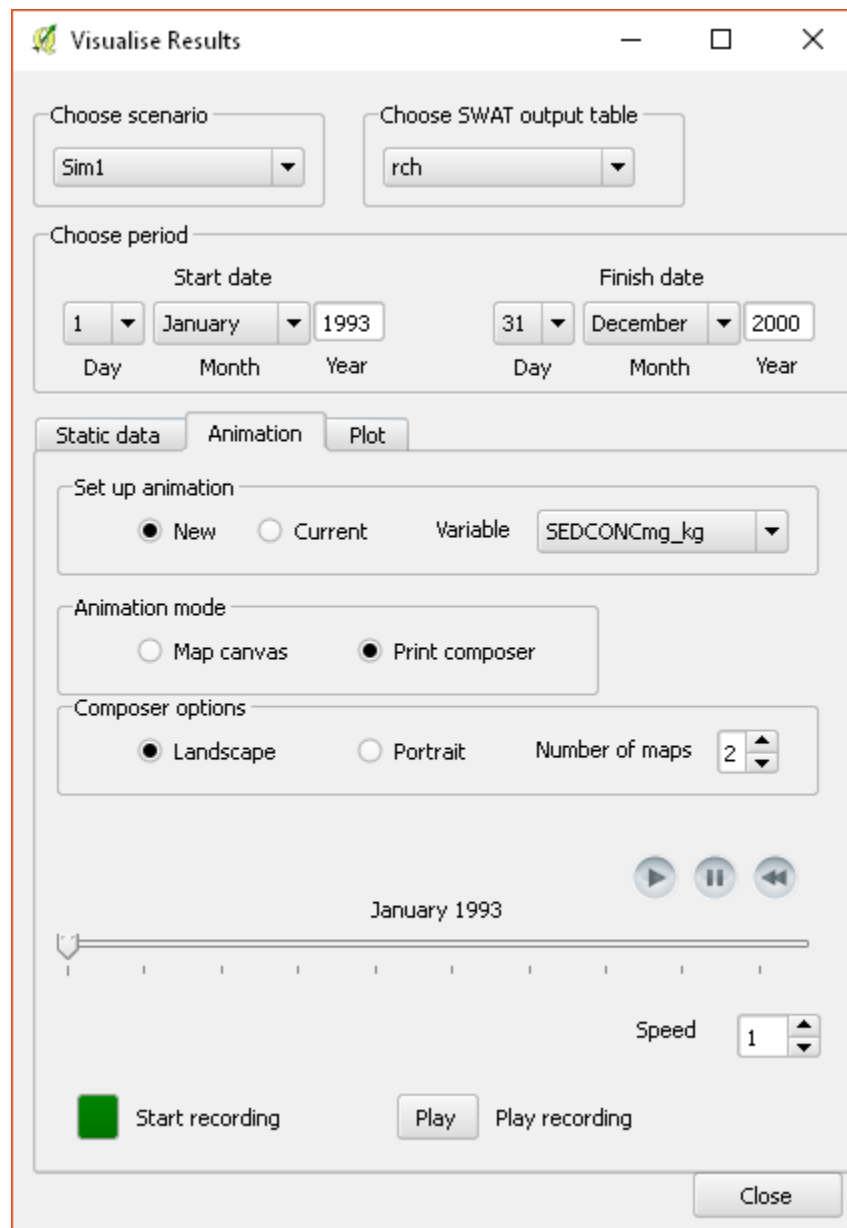 Visualise Results
Choose scenario
Choose SWAT output table
Sim1
rch
Choose period
Start date
Finish date
1 January 1993
31 December 2000
Day Month Year
Day Month Year
Static data Animation Plot
Set up animation
New Current Variable SEDCONCmg_kg
Animation mode
Map canvas Print composer
Composer options
Landscape Portrait Number of maps 2
January 1993
Speed 1
Start recording Play Play recording
Close